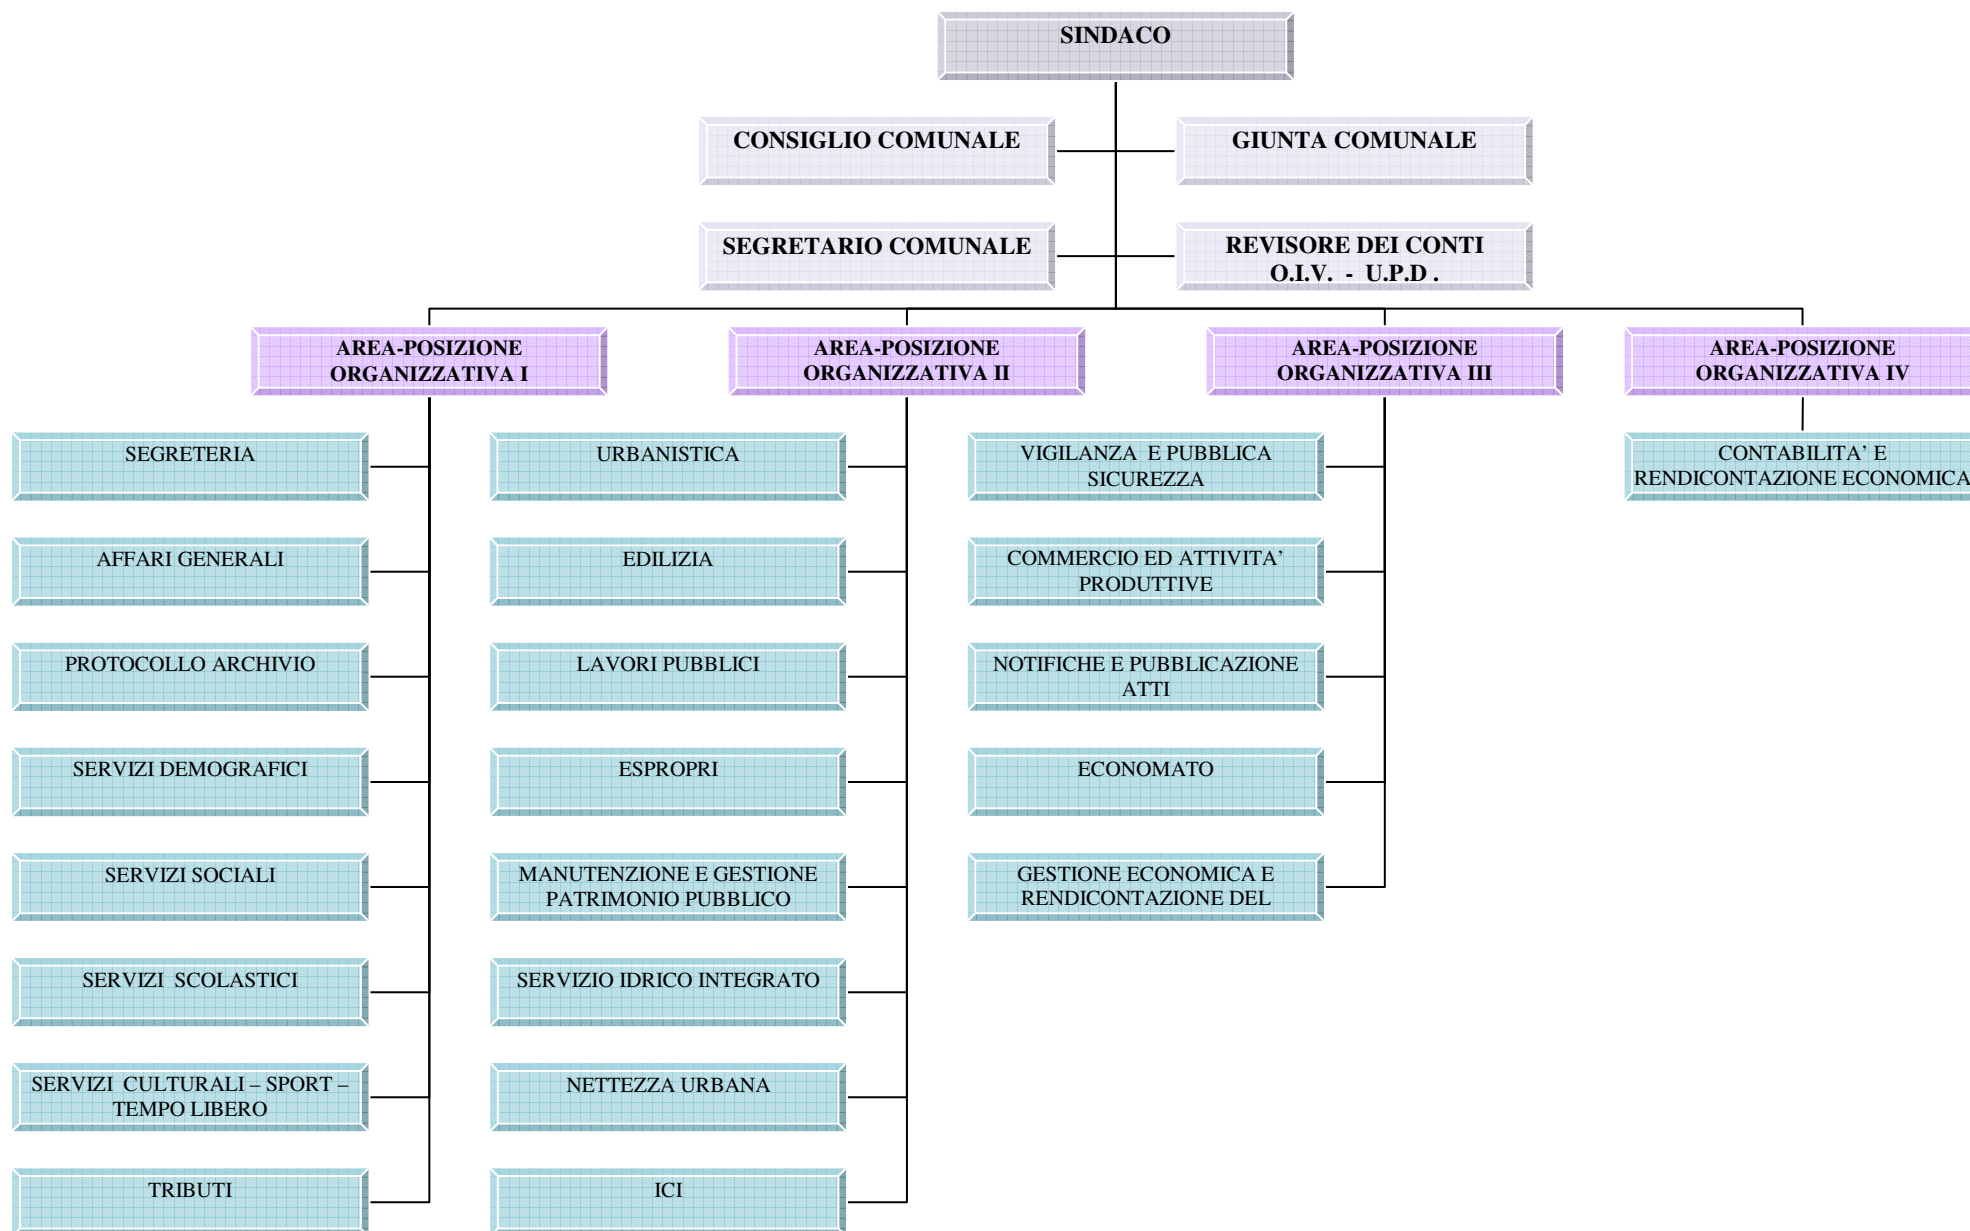 SINDACO
CONSIGLIO COMUNALE
GIUNTA COMUNALE
SEGRETARIO COMUNALE
REVISORE DEI CONTI
O.I.V. - U.P.D .
AREA-POSIZIONE
ORGANIZZATIVA I
AREA-POSIZIONE
ORGANIZZATIVA II
AREA-POSIZIONE
ORGANIZZATIVA III
AREA-POSIZIONE
ORGANIZZATIVA IV
SEGRETERIA
AFFARI GENERALI
PROTOCOLLO ARCHIVIO
SERVIZI DEMOGRAFICI
SERVIZI SOCIALI
SERVIZI SCOLASTICI
SERVIZI CULTURALI – SPORT –
TEMPO LIBERO
TRIBUTI
URBANISTICA
EDILIZIA
LAVORI PUBBLICI
ESPROPRI
MANUTENZIONE E GESTIONE
PATRIMONIO PUBBLICO
SERVIZIO IDRICO INTEGRATO
NETTEZZA URBANA
ICI
VIGILANZA E PUBBLICA
SICUREZZA
COMMERCIO ED ATTIVITA’
PRODUTTIVE
NOTIFICHE E PUBBLICAZIONE
ATTI
ECONOMATO
GESTIONE ECONOMICA E
RENDICONTAZIONE DEL
CONTABILITA’ E
RENDICONTAZIONE ECONOMICA